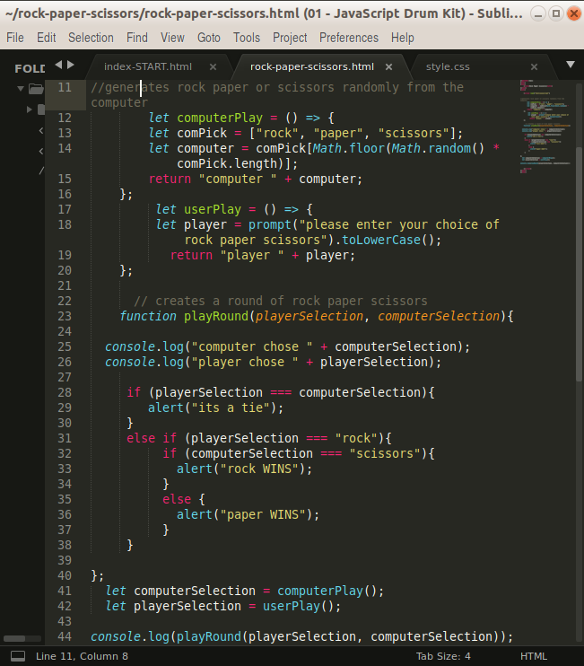 ~/rock-paper-scissors/rock-paper-scissors.html (01 - JavaScript Drum Kit) - Subli...
File Edit Selection Find View Goto Tools Project Preferences Help
FOLD
index-START.html × rock-paper-scissors.html × style.css ×
11 //generates rock paper or scissors randomly from the
computer
12 let computerPlay = () => {
13 let comPick = ["rock", "paper", "scissors"];
14 let computer = comPick[Math.floor(Math.random() *
comPick.length)];
15 return "computer " + computer;
16 };
17 let userPlay = () => {
18 let player = prompt("please enter your choice of
rock paper scissors").toLowerCase();
19 return "player " + player;
20 };
21
22 // creates a round of rock paper scissors
23 function playRound(playerSelection, computerSelection){
24
25 console.log("computer chose " + computerSelection);
26 console.log("player chose " + playerSelection);
27
28 if (playerSelection === computerSelection){
29 alert("its a tie");
30 }
31 else if (playerSelection === "rock"){
32 if (computerSelection === "scissors"){
33 alert("rock WINS");
34 }
35 else {
36 alert("paper WINS");
37 }
38 }
39
40 };
41 let computerSelection = computerPlay();
42 let playerSelection = userPlay();
43
44 console.log(playRound(playerSelection, computerSelection));
Line 11, Column 8 Tab Size: 4 HTML